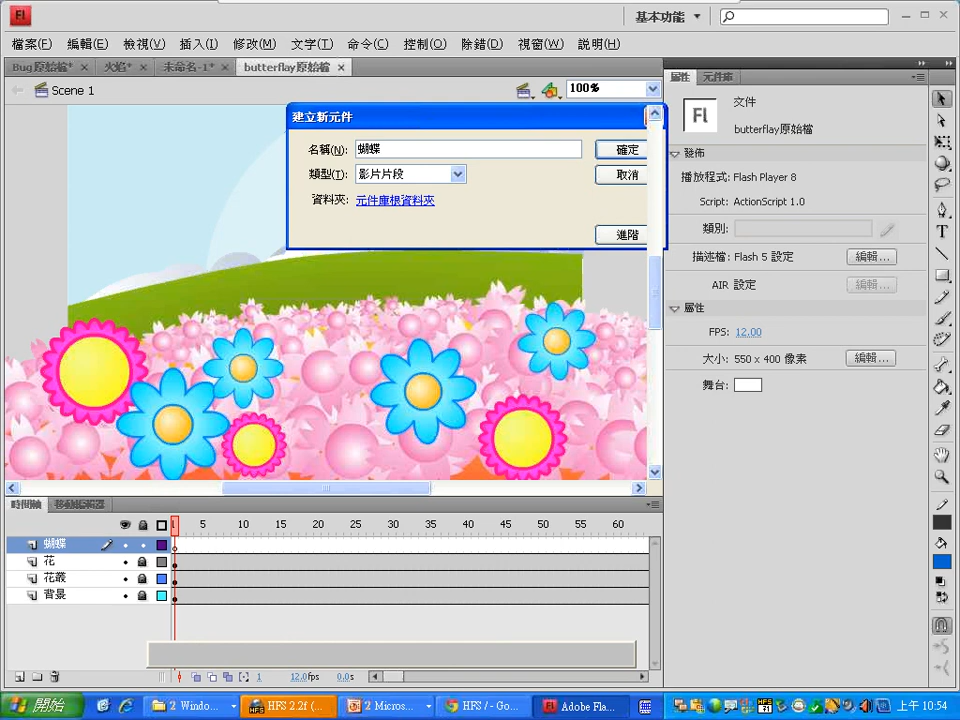 Fl
基本功能
檔案(F) 編輯(E) 檢視(V) 插入(I) 修改(M) 文字(T) 命令(C) 控制(O) 除錯(D) 視窗(W) 說明(H)
Bug原始檔* 火焰* 未命名-1* butterflay原始檔
Scene 1
100%
建立新元件
名稱(N): 蝴蝶
確定
類型(T): 影片片段
取消
資料夾: 元件庫根資料夾
進階
屬性 元件庫
Fl
文件
butterflay原始檔
發佈
播放程式: Flash Player 8
Script: ActionScript 1.0
類別:
描述檔: Flash 5 設定 編輯...
AIR 設定 編輯...
屬性
FPS: 12.00
大小: 550 x 400 像素 編輯...
舞台:
時間軸 移動編輯器
1 5 10 15 20 25 30 35 40 45 50 55 60
蝴蝶
花
花叢
背景
1 12.0fps 0.0s
開始
2 Windo...
HFS 2.2f (...
2 Micros...
HFS / - Go...
Adobe Fla...
上午 10:54